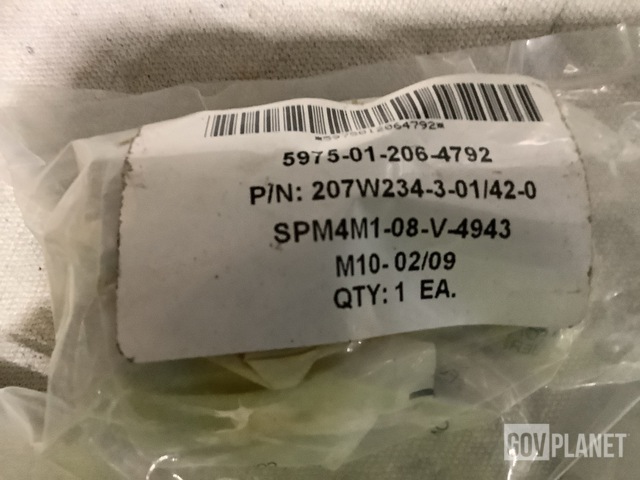 *5975012064792*
5975-01-206-4792
P/N: 207W234-3-01/42-0
SPM4M1-08-V-4943
M10-02/09
QTY: 1 EA.
GOVPLANET